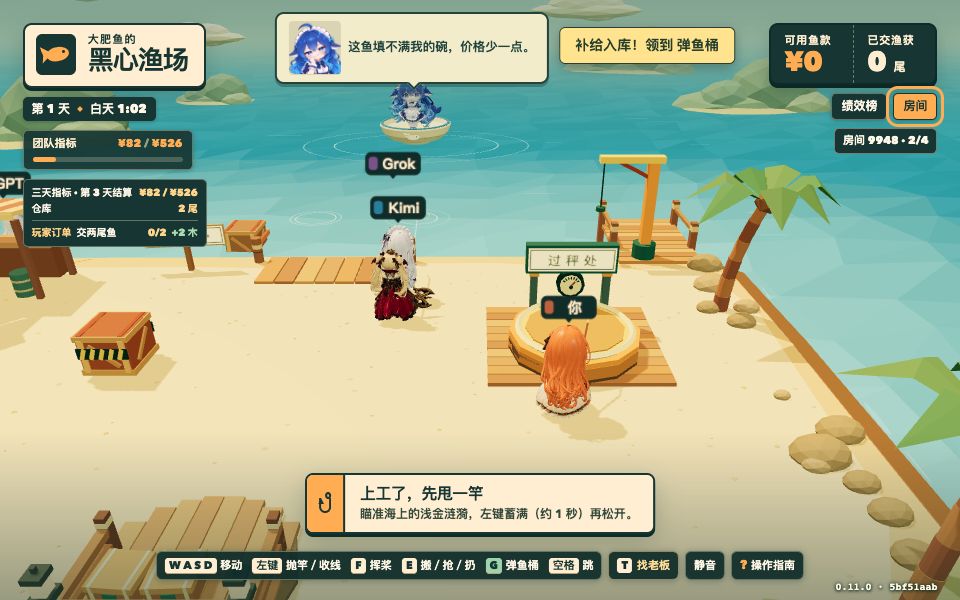 大肥鱼的
黑心渔场
这鱼填不满我的碗，价格少一点。
补给入库！领到 弹鱼桶
可用鱼款
¥0
已交渔获
0 尾
第 1 天 • 白天 1:02
绩效榜
房间
房间 9948 · 2/4
团队指标 ¥82 / ¥526
GPT
三天指标 · 第 3 天结算 ¥82 / ¥526
仓库 2 尾
玩家订单 交两尾鱼 0/2 +2 木
Grok
Kimi
过秤处
你
上工了，先甩一竿
瞄准海上的浅金涟漪，左键蓄满（约 1 秒）再松开。
WASD 移动 左键 抛竿 / 收线 F 挥桨 E 搬 / 抢 / 扔 G 弹鱼桶 空格 跳
T 找老板
静音
? 操作指南
0.11.0 · 5bf51aab